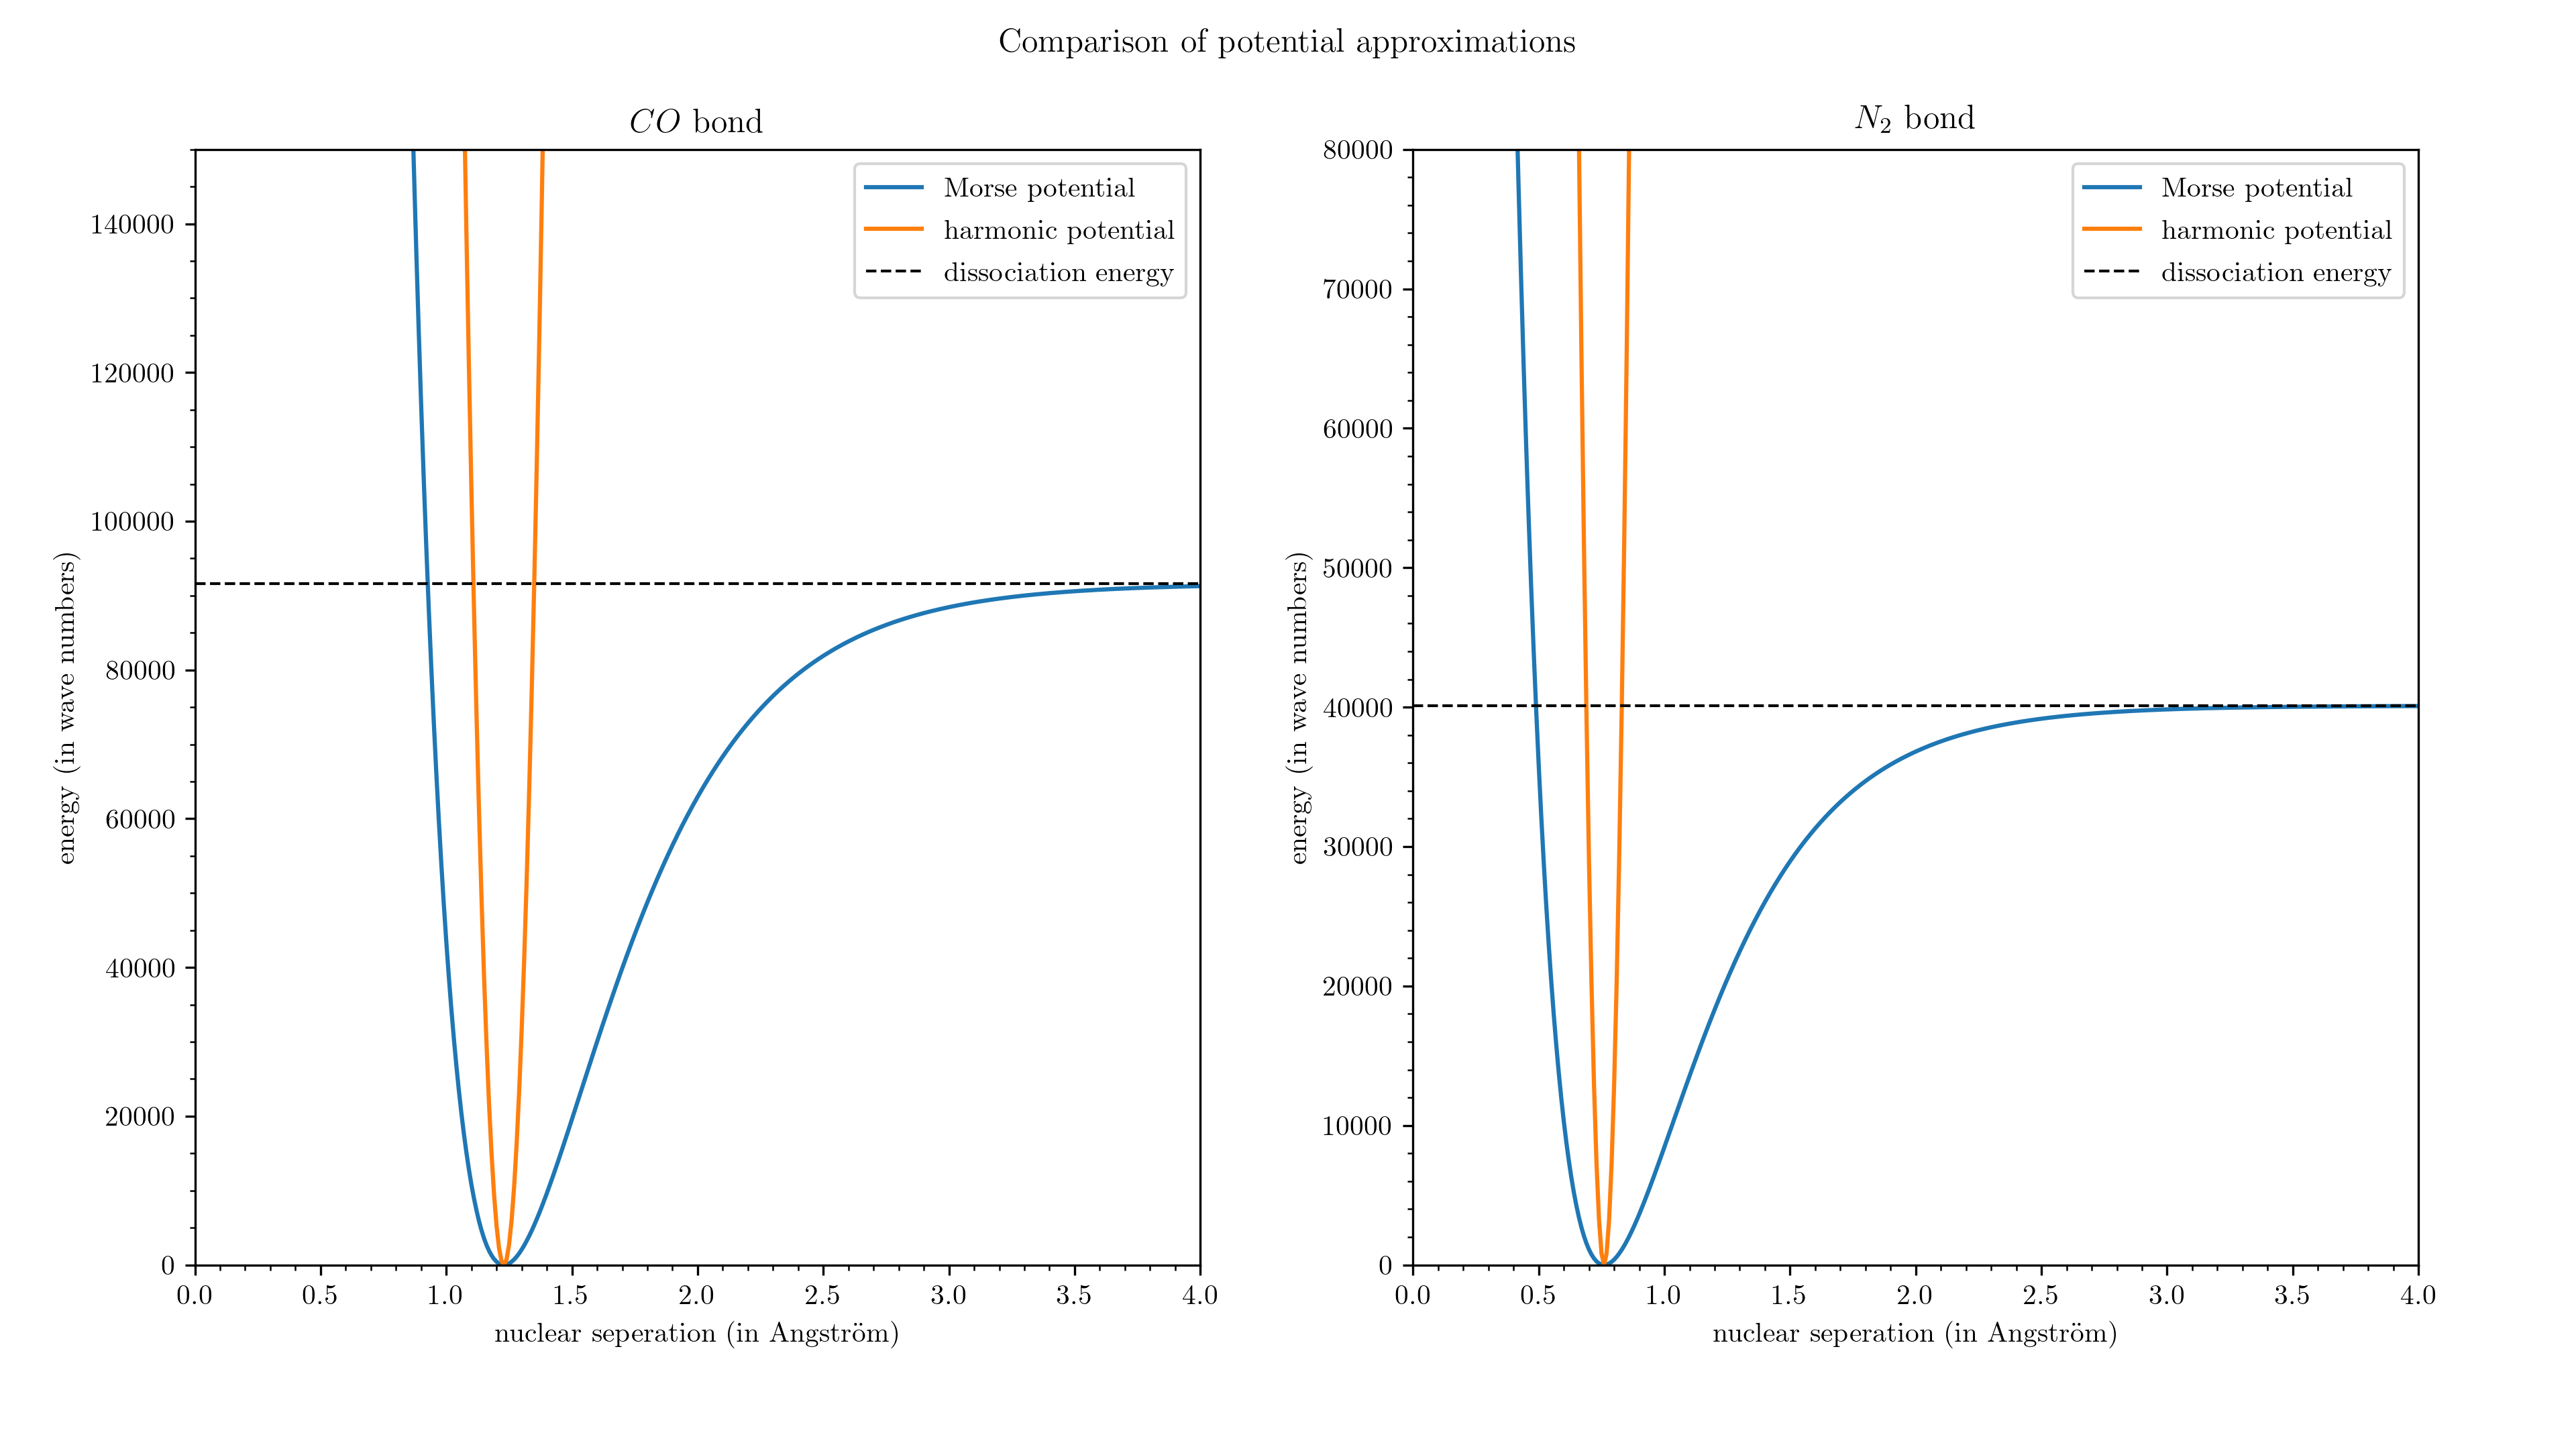 Comparison of potential approximations
CO bond
140000
120000
100000
80000
60000
40000
20000
0
energy (in wave numbers)
0.0 0.5 1.0 1.5 2.0 2.5 3.0 3.5 4.0
nuclear seperation (in Angström)
Morse potential
harmonic potential
dissociation energy
N₂ bond
80000
70000
60000
50000
40000
30000
20000
10000
0
energy (in wave numbers)
0.0 0.5 1.0 1.5 2.0 2.5 3.0 3.5 4.0
nuclear seperation (in Angström)
Morse potential
harmonic potential
dissociation energy